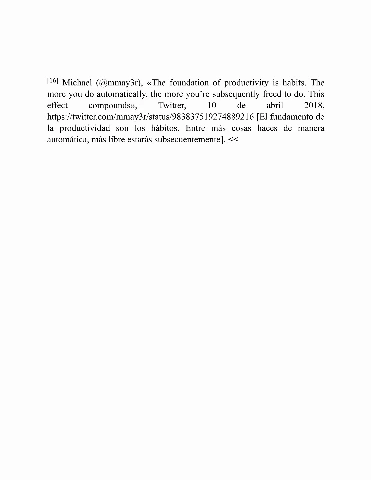 [16] Michael (@mmay3r), «The foundation of productivity is habits. The
more you do automatically, the more you're subsequently freed to do. This
effect compounds», Twitter, 10 de abril 2018,
https://twitter.com/mmay3r/status/983837519274889216 [El fundamento de
la productividad son los hábitos. Entre más cosas haces de manera
automática, más libre estarás subsecuentemente]. <<